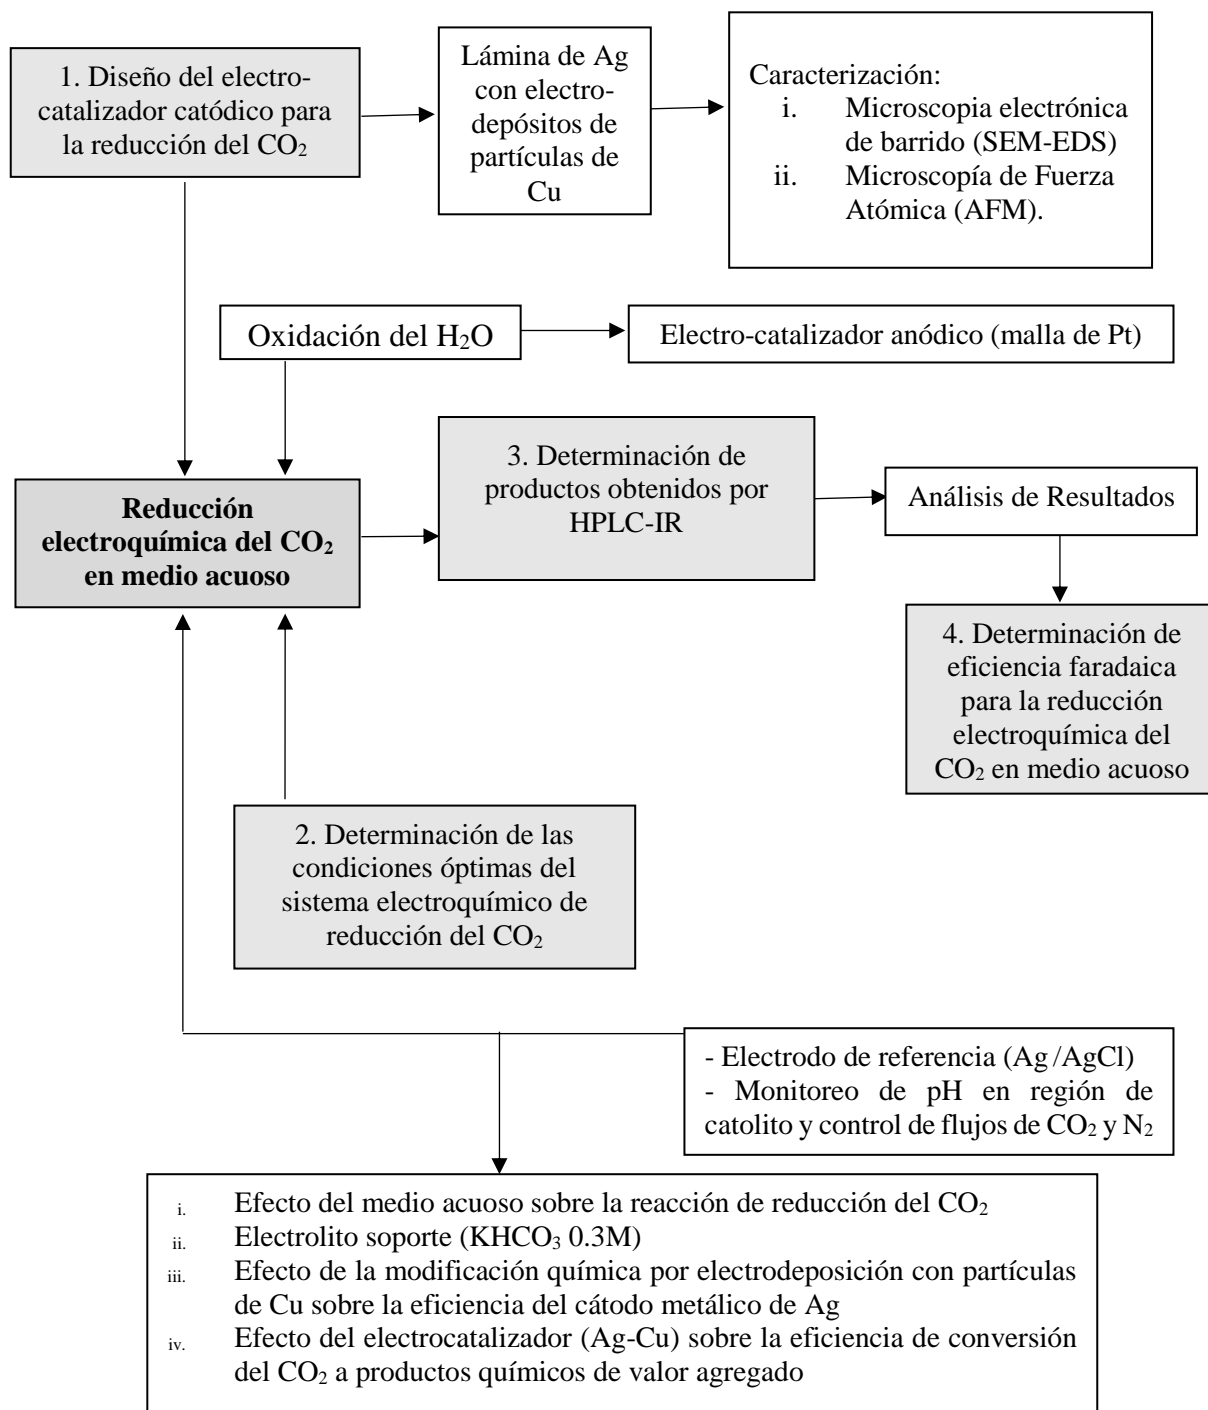 1. Diseño del electro-
catalizador catódico para
la reducción del CO₂
Lámina de Ag
con electro-
depósitos de
partículas de
Cu
Caracterización:
i. Microscopia electrónica
de barrido (SEM-EDS)
ii. Microscopía de Fuerza
Atómica (AFM).
Oxidación del H₂O
Electro-catalizador anódico (malla de Pt)
Reducción
electroquímica del CO₂
en medio acuoso
3. Determinación de
productos obtenidos por
HPLC-IR
Análisis de Resultados
4. Determinación de
eficiencia faradaica
para la reducción
electroquímica del
CO₂ en medio acuoso
2. Determinación de las
condiciones óptimas del
sistema electroquímico de
reducción del CO₂
- Electrodo de referencia (Ag/AgCl)
- Monitoreo de pH en región de
catolito y control de flujos de CO₂ y N₂
i. Efecto del medio acuoso sobre la reacción de reducción del CO₂
ii. Electrolito soporte (KHCO₃ 0.3M)
iii. Efecto de la modificación química por electrodeposición con partículas
de Cu sobre la eficiencia del cátodo metálico de Ag
iv. Efecto del electrocatalizador (Ag-Cu) sobre la eficiencia de conversión
del CO₂ a productos químicos de valor agregado